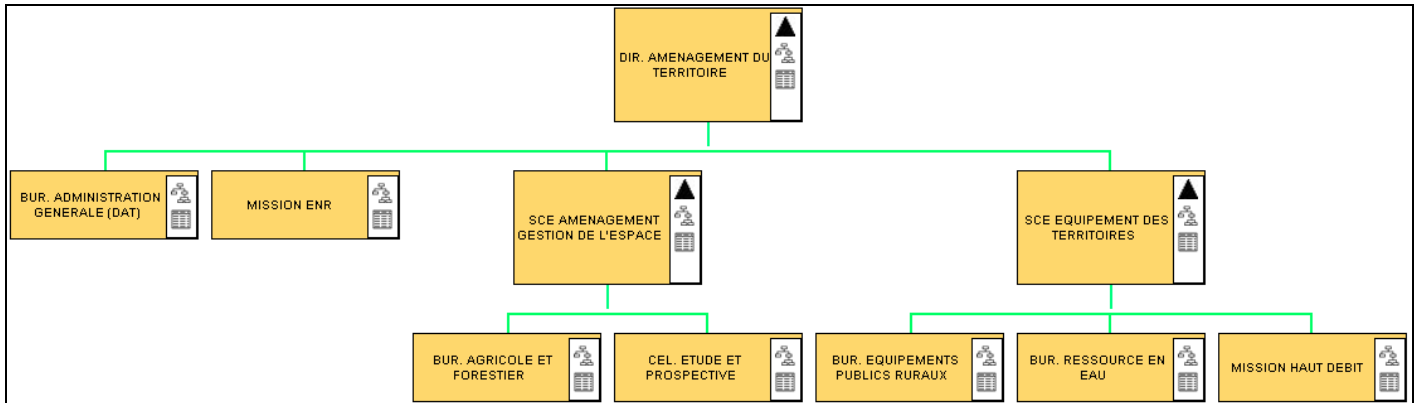 DIR. AMENAGEMENT DU
TERRITOIRE
BUR. ADMINISTRATION
GENERALE (DAT)
MISSION ENR
SCE AMENAGEMENT
GESTION DE L'ESPACE
SCE EQUIPEMENT DES
TERRITOIRES
BUR. AGRICOLE ET
FORESTIER
CEL. ETUDE ET
PROSPECTIVE
BUR. EQUIPEMENTS
PUBLICS RURAUX
BUR. RESSOURCE EN
EAU
MISSION HAUT DEBIT